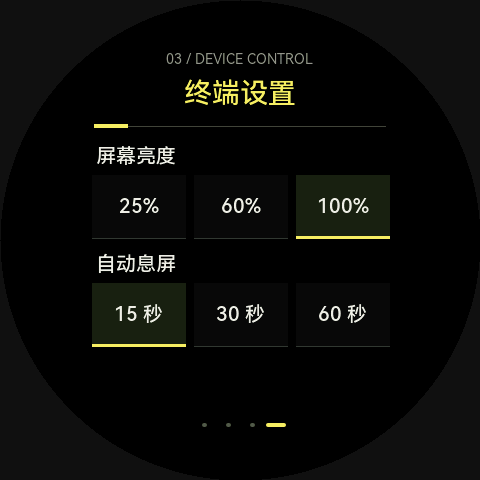 03 / DEVICE CONTROL
终端设置
屏幕亮度
25% 60% 100%
自动息屏
15 秒 30 秒 60 秒